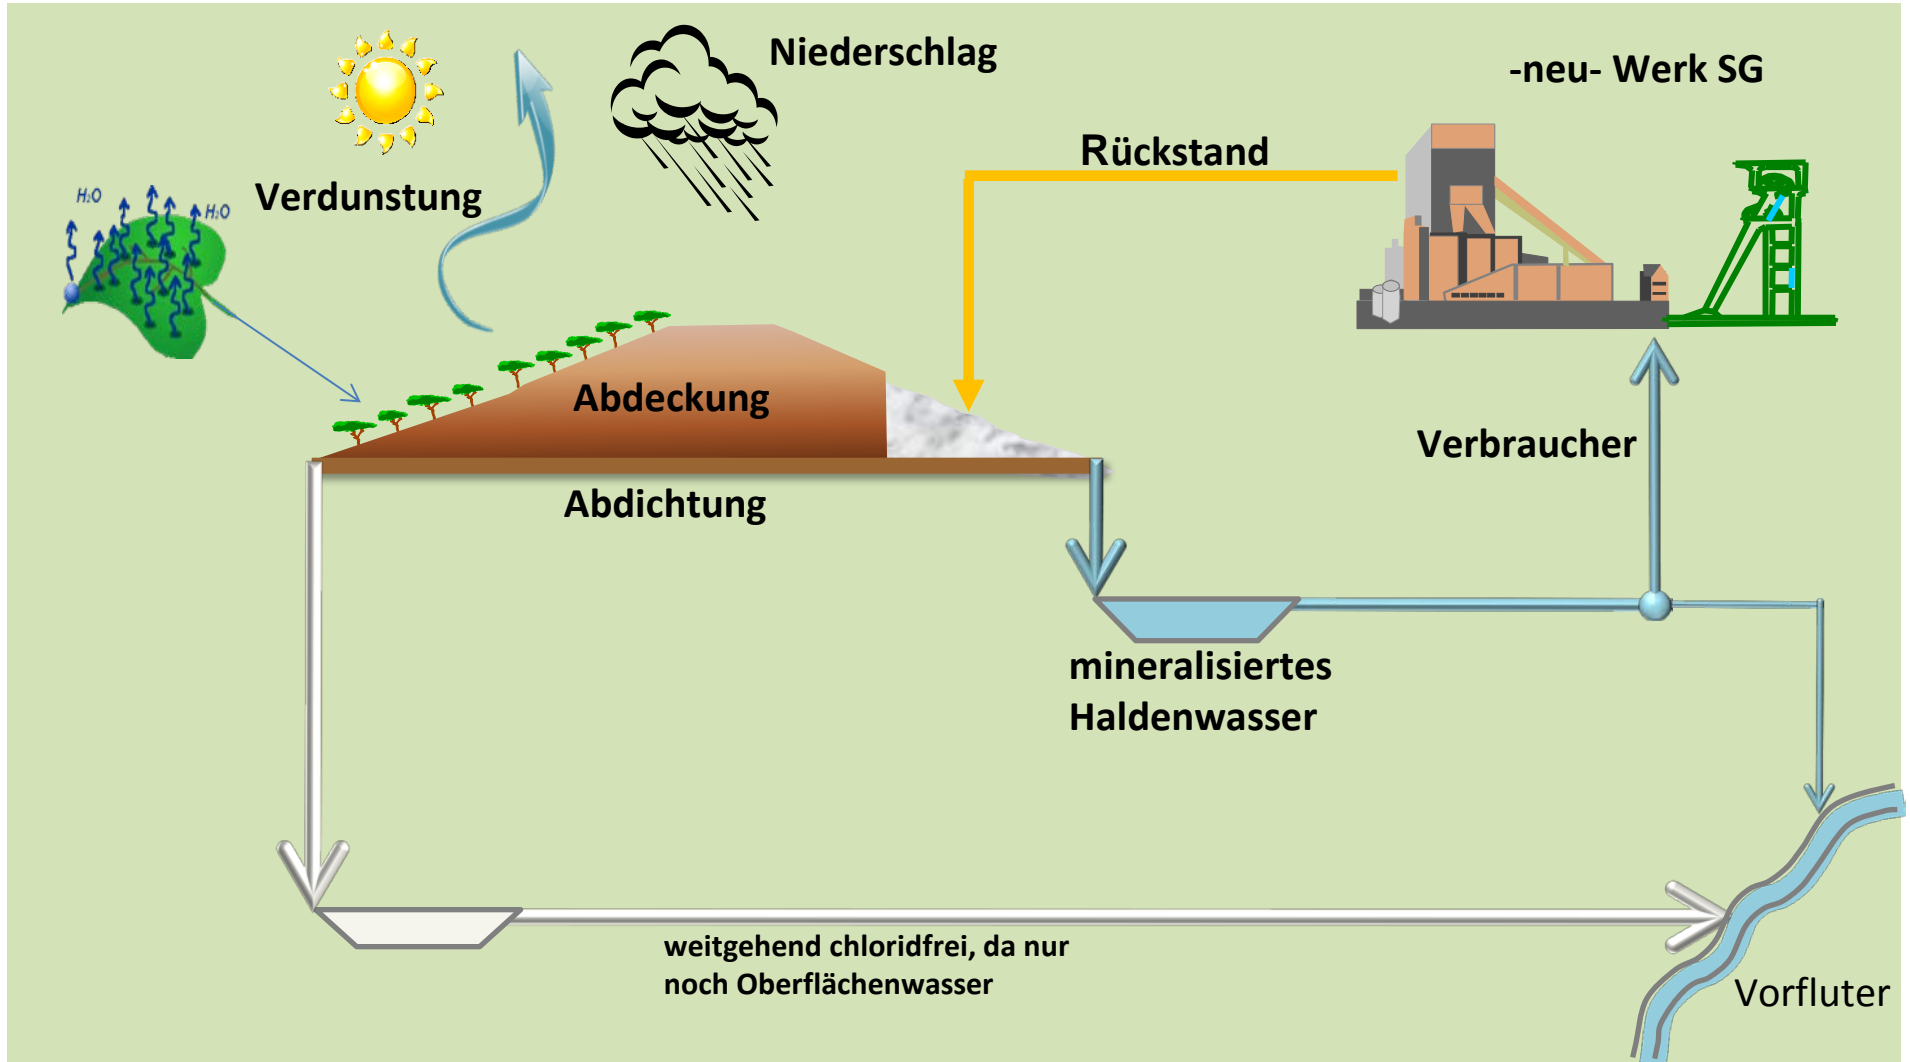 Niederschlag
-neu- Werk SG
Rückstand
Verdunstung
H₂O
H₂O
Abdeckung
Verbraucher
Abdichtung
mineralisiertes
Haldenwasser
weitgehend chloridfrei, da nur
noch Oberflächenwasser
Vorfluter